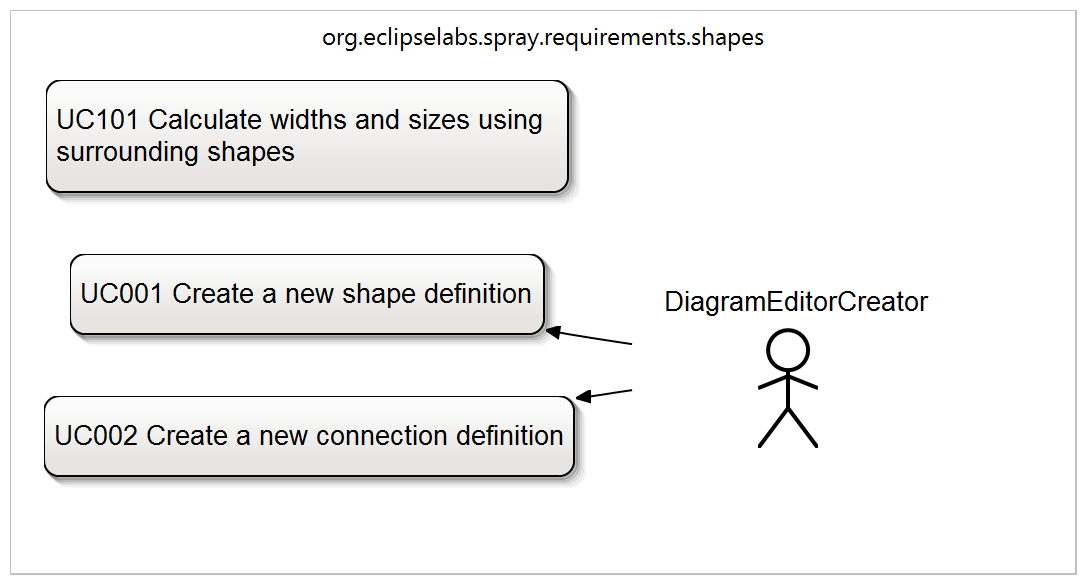 org.eclipselabs.spray.requirements.shapes
UC101 Calculate widths and sizes using
surrounding shapes
UC001 Create a new shape definition
DiagramEditorCreator
UC002 Create a new connection definition